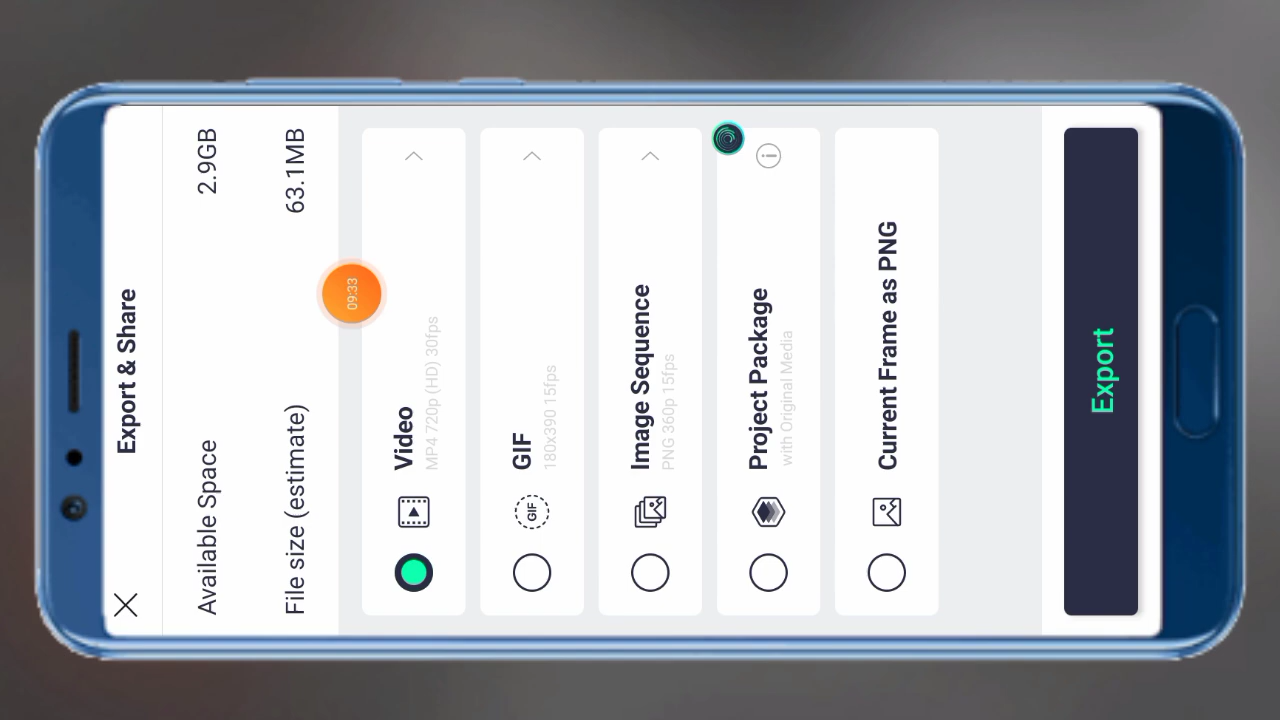 Export & Share
Available Space 2.9GB
File size (estimate) 63.1MB
09:33
Video
MP4 720p (HD) 30fps
GIF
GIF
180x390 15fps
Image Sequence
PNG 360p 15fps
Project Package
with Original Media
Current Frame as PNG
Export